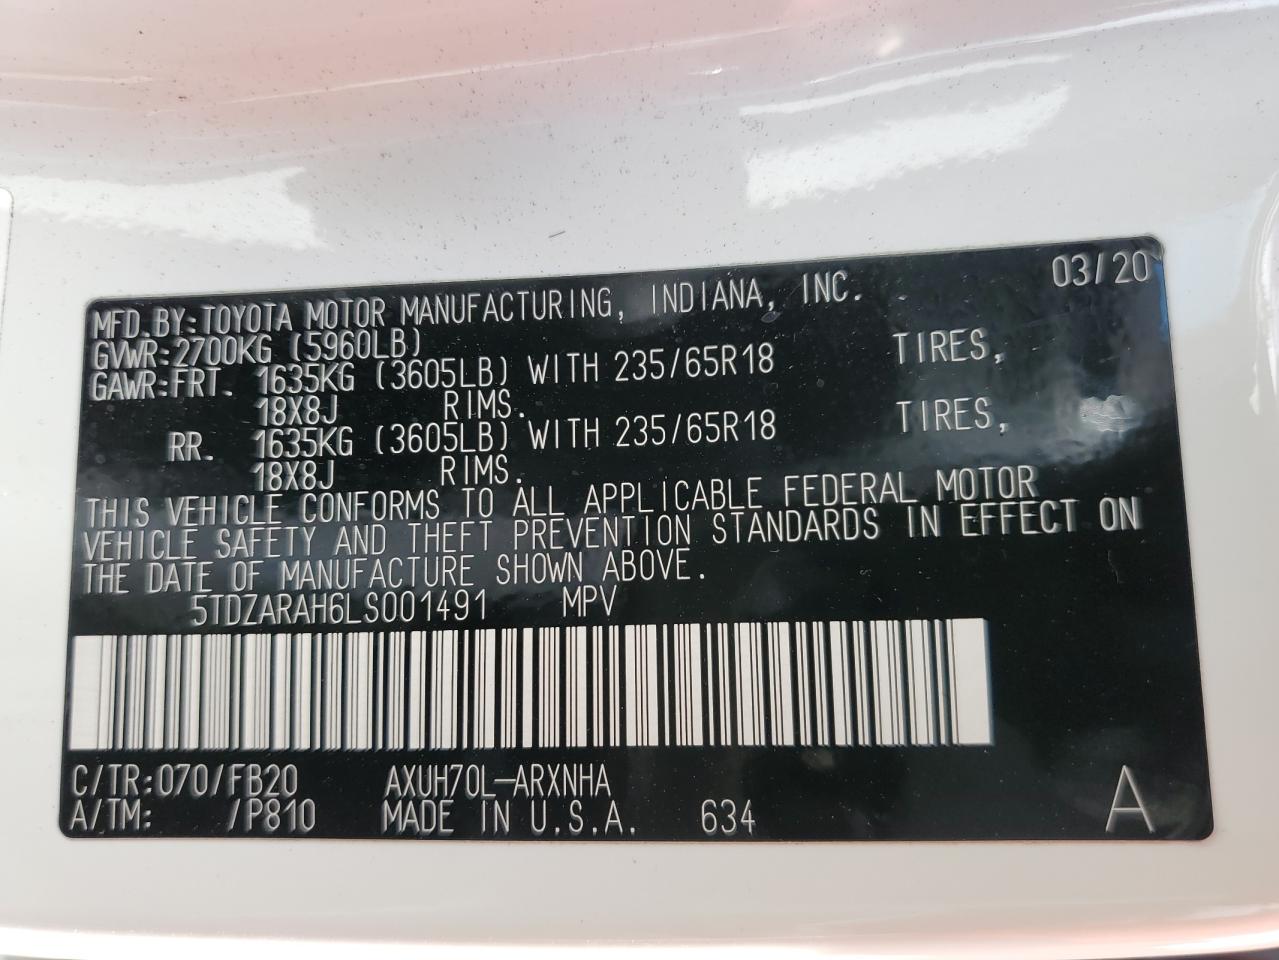 03/20
MFD.BY:TOYOTA MOTOR MANUFACTURING, INDIANA, INC.
GVWR:2700KG (5960LB)
GAWR:FRT. 1635KG (3605LB) WITH 235/65R18 TIRES,
18X8J RIMS.
RR. 1635KG (3605LB) WITH 235/65R18 TIRES,
18X8J RIMS.
THIS VEHICLE CONFORMS TO ALL APPLICABLE FEDERAL MOTOR
VEHICLE SAFETY AND THEFT PREVENTION STANDARDS IN EFFECT ON
THE DATE OF MANUFACTURE SHOWN ABOVE.
5TDZARAH6LS001491 MPV
C/TR:070/FB20 AXUH70L-ARXNHA
A/TM: /P810 MADE IN U.S.A. 634 A